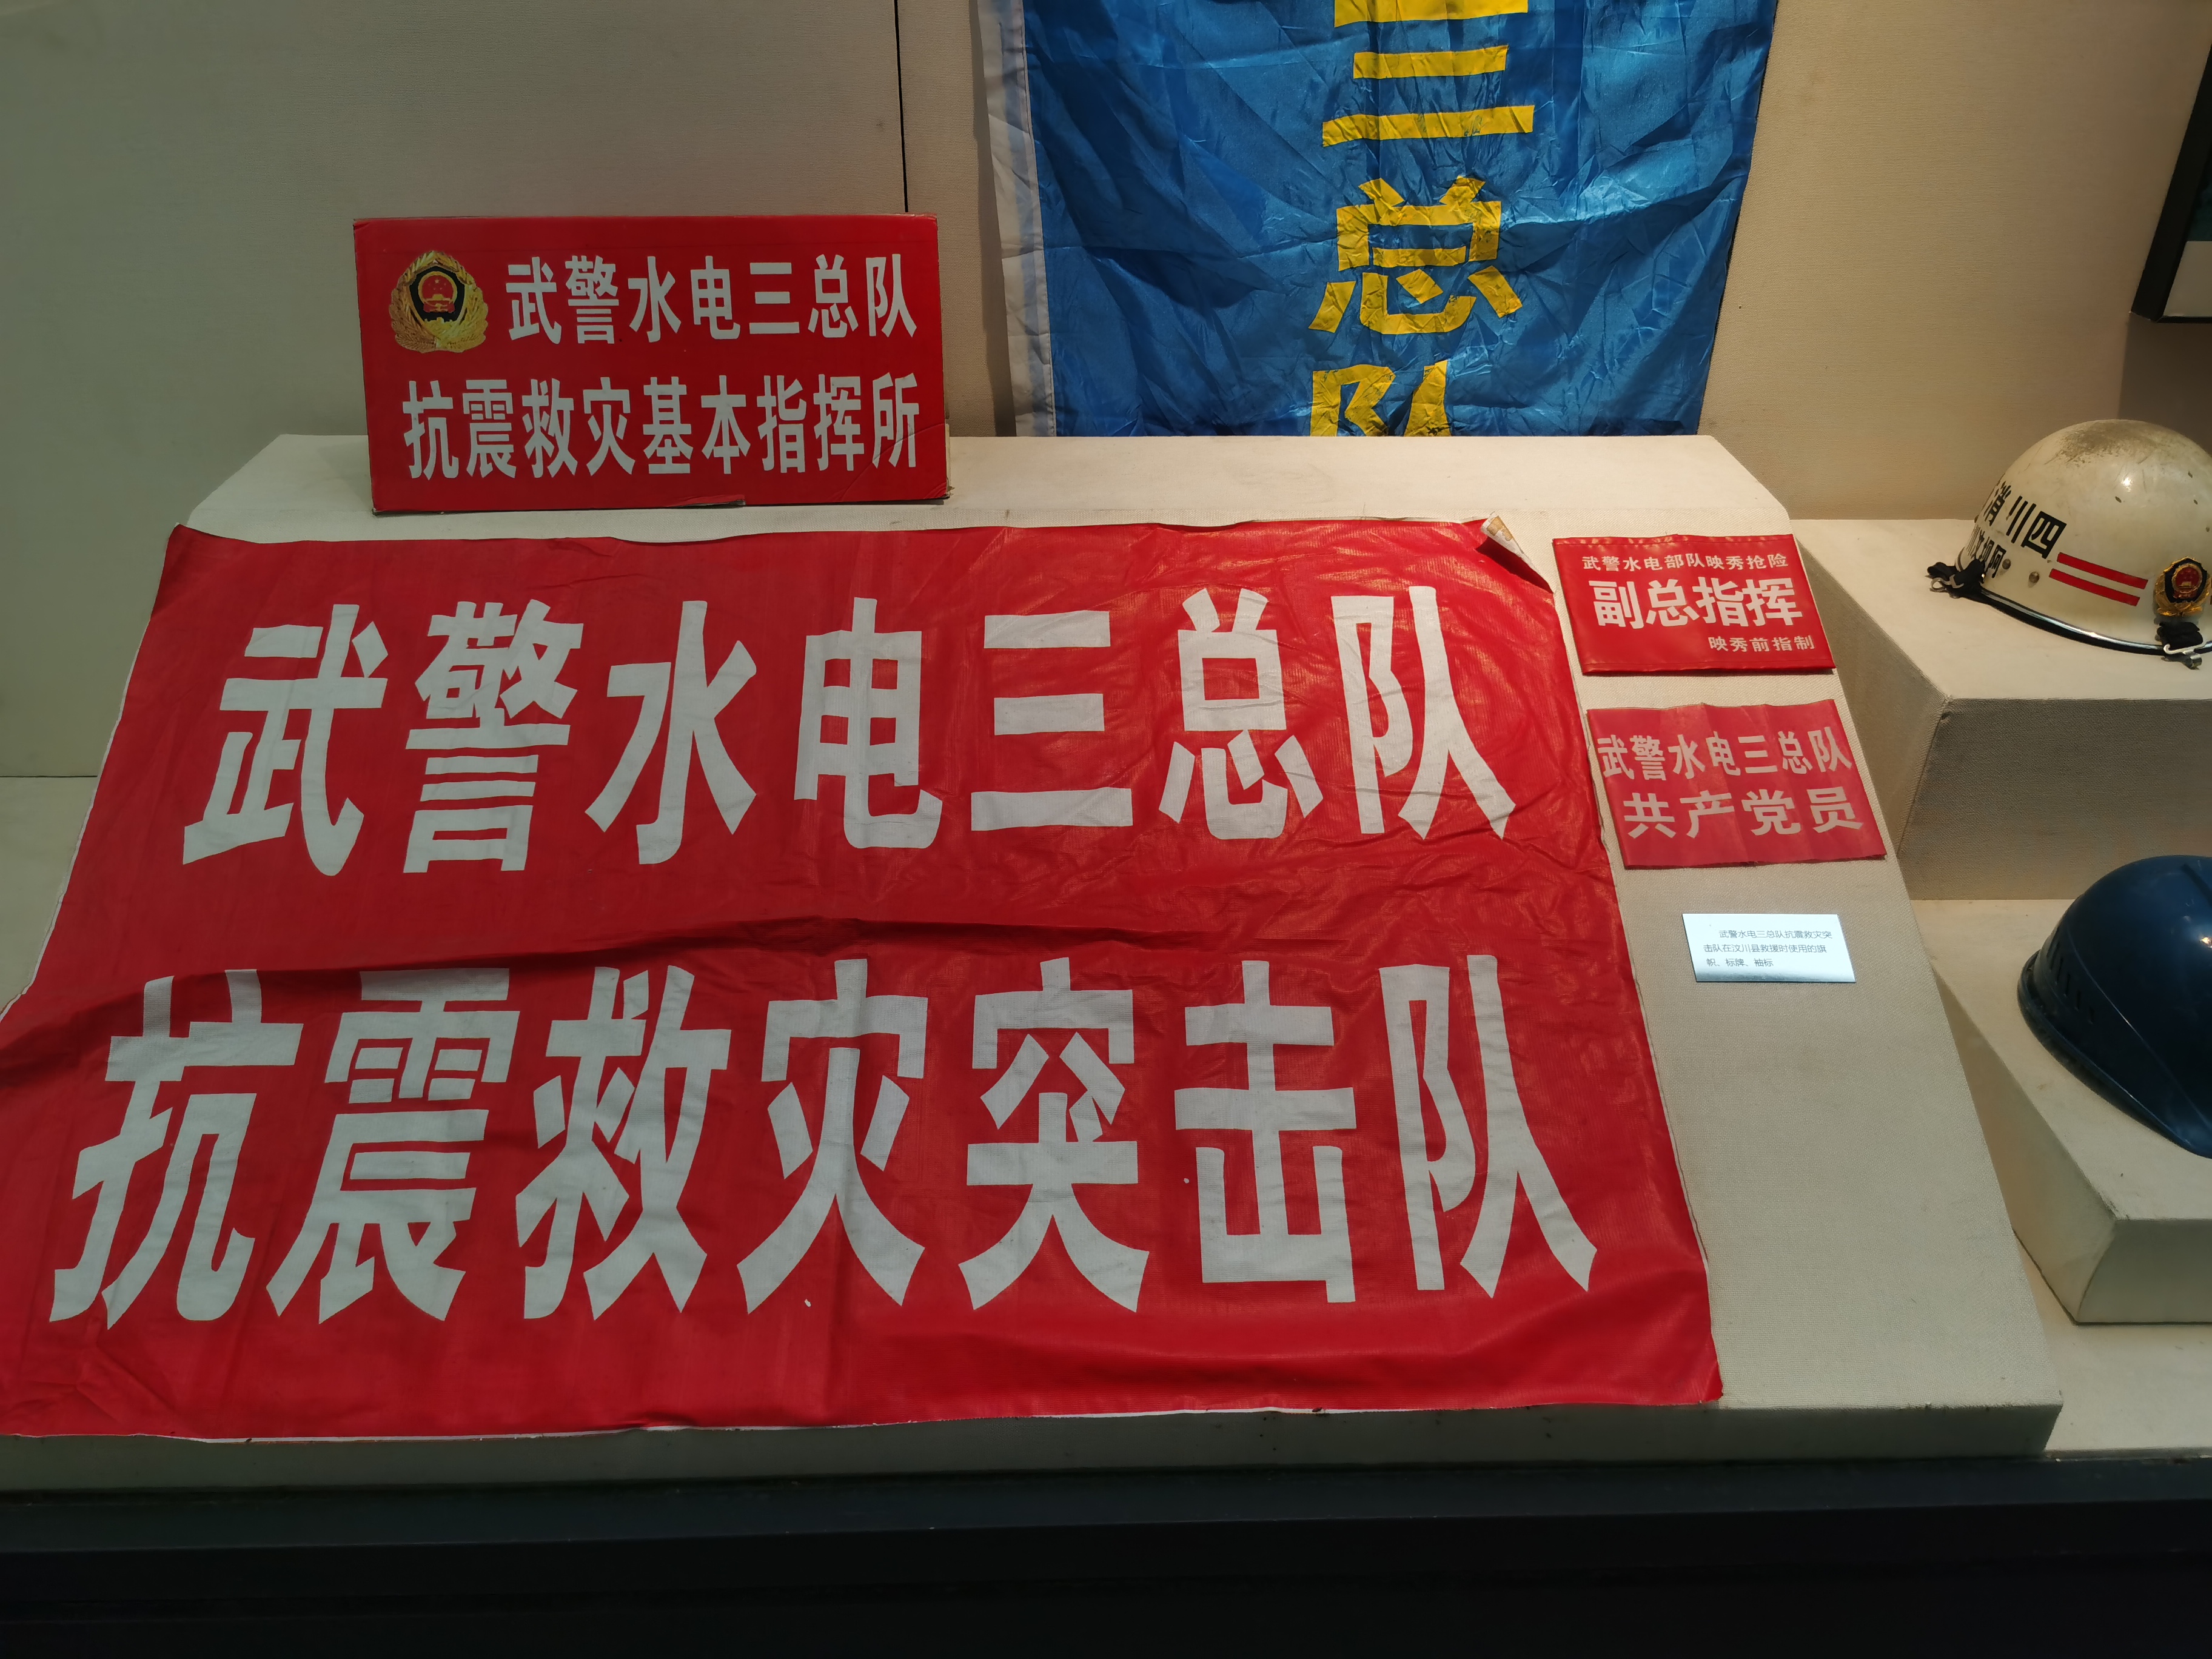 三
总
队
武警水电三总队
抗震救灾基本指挥所
武警水电三总队
抗震救灾突击队
武警水电部队映秀抢险
副总指挥
映秀前指制
武警水电三总队
共产党员
武警水电三总队抗震救灾突
击队在汶川县救援时使用的旗
帜、标牌、袖标
消川四